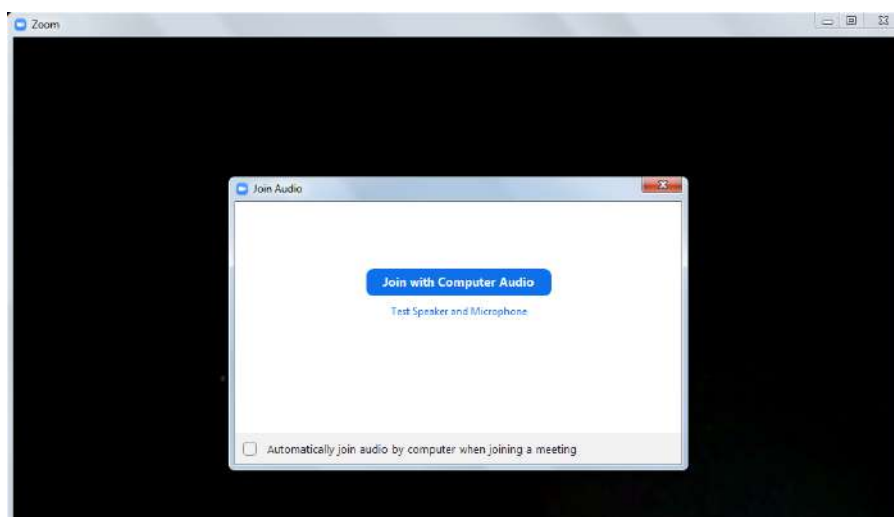 Zoom
Join Audio
Join with Computer Audio
Test Speaker and Microphone
Automatically join audio by computer when joining a meeting